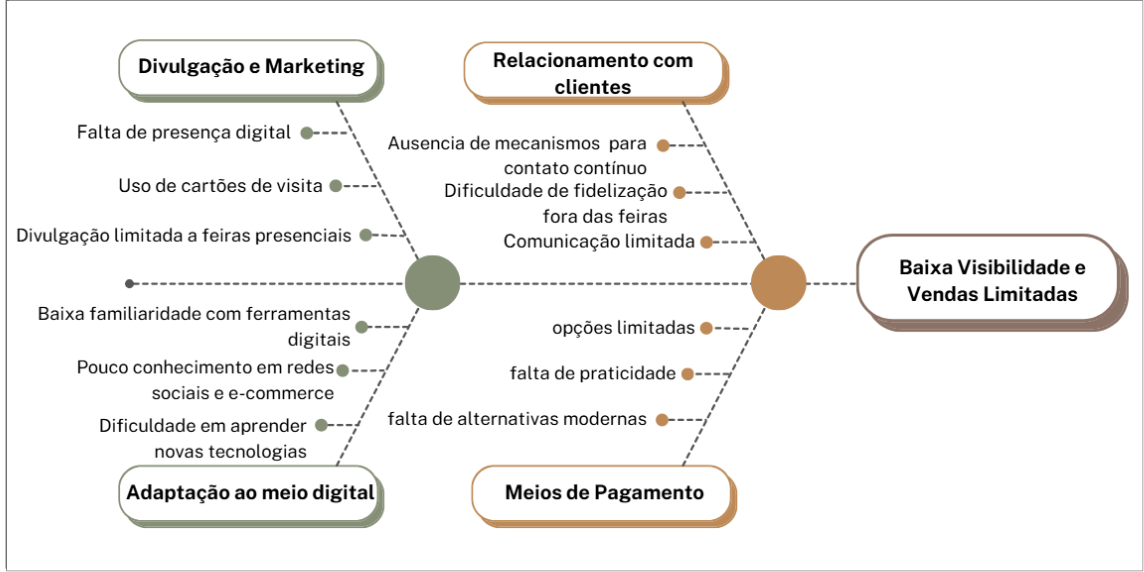 Divulgação e Marketing
Falta de presença digital
Uso de cartões de visita
Divulgação limitada a feiras presenciais
Relacionamento com
clientes
Ausencia de mecanismos para
contato contínuo
Dificuldade de fidelização
fora das feiras
Comunicação limitada
Baixa Visibilidade e
Vendas Limitadas
Baixa familiaridade com ferramentas
digitais
Pouco conhecimento em redes
sociais e e-commerce
Dificuldade em aprender
novas tecnologias
Adaptação ao meio digital
opções limitadas
falta de praticidade
falta de alternativas modernas
Meios de Pagamento